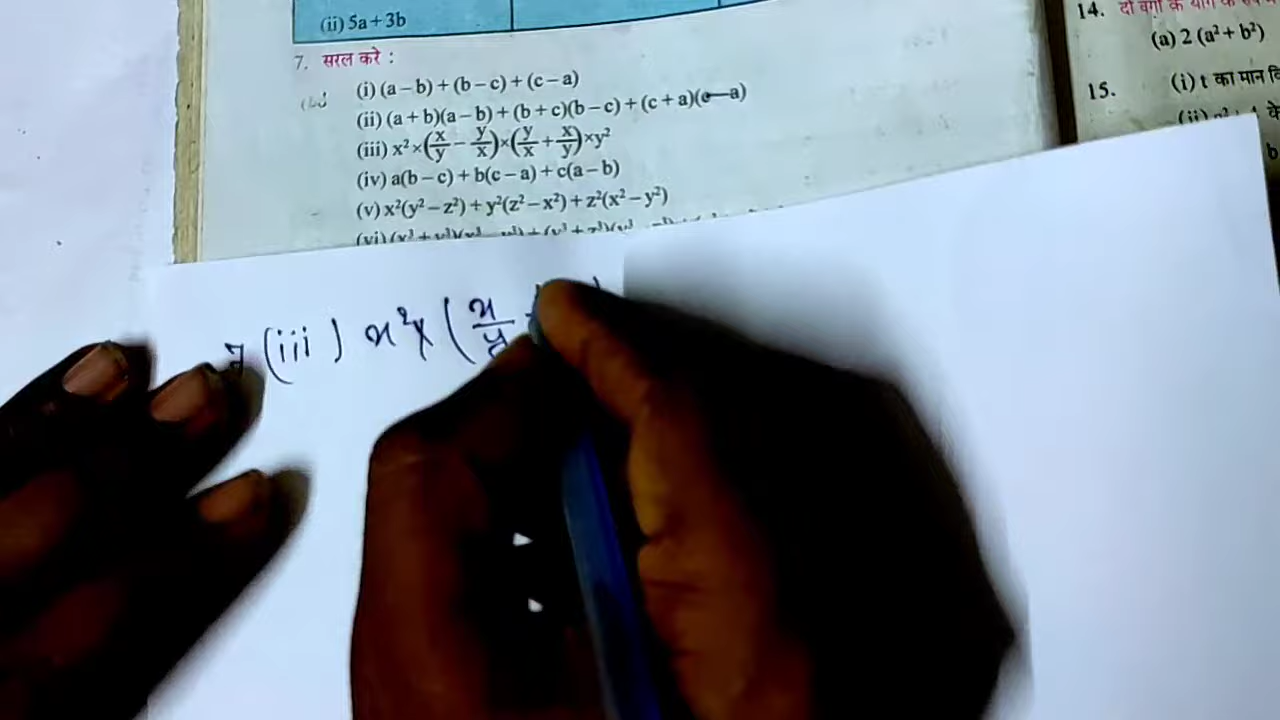 (ii) 5a + 3b
7. सरल करे :
(i) (a – b) + (b – c) + (c – a)
(ii) (a + b)(a – b) + (b + c)(b – c) + (c + a)(c – a)
(iii) x² × (x/y – y/x) × (y/x + x/y) × y²
(iv) a(b – c) + b(c – a) + c(a – b)
(v) x²(y² – z²) + y²(z² – x²) + z²(x² – y²)
14. दो वर्गो के योग के
(a) 2 (a² + b²)
15. (i) t का मान
7 (iii) x² × (x/y